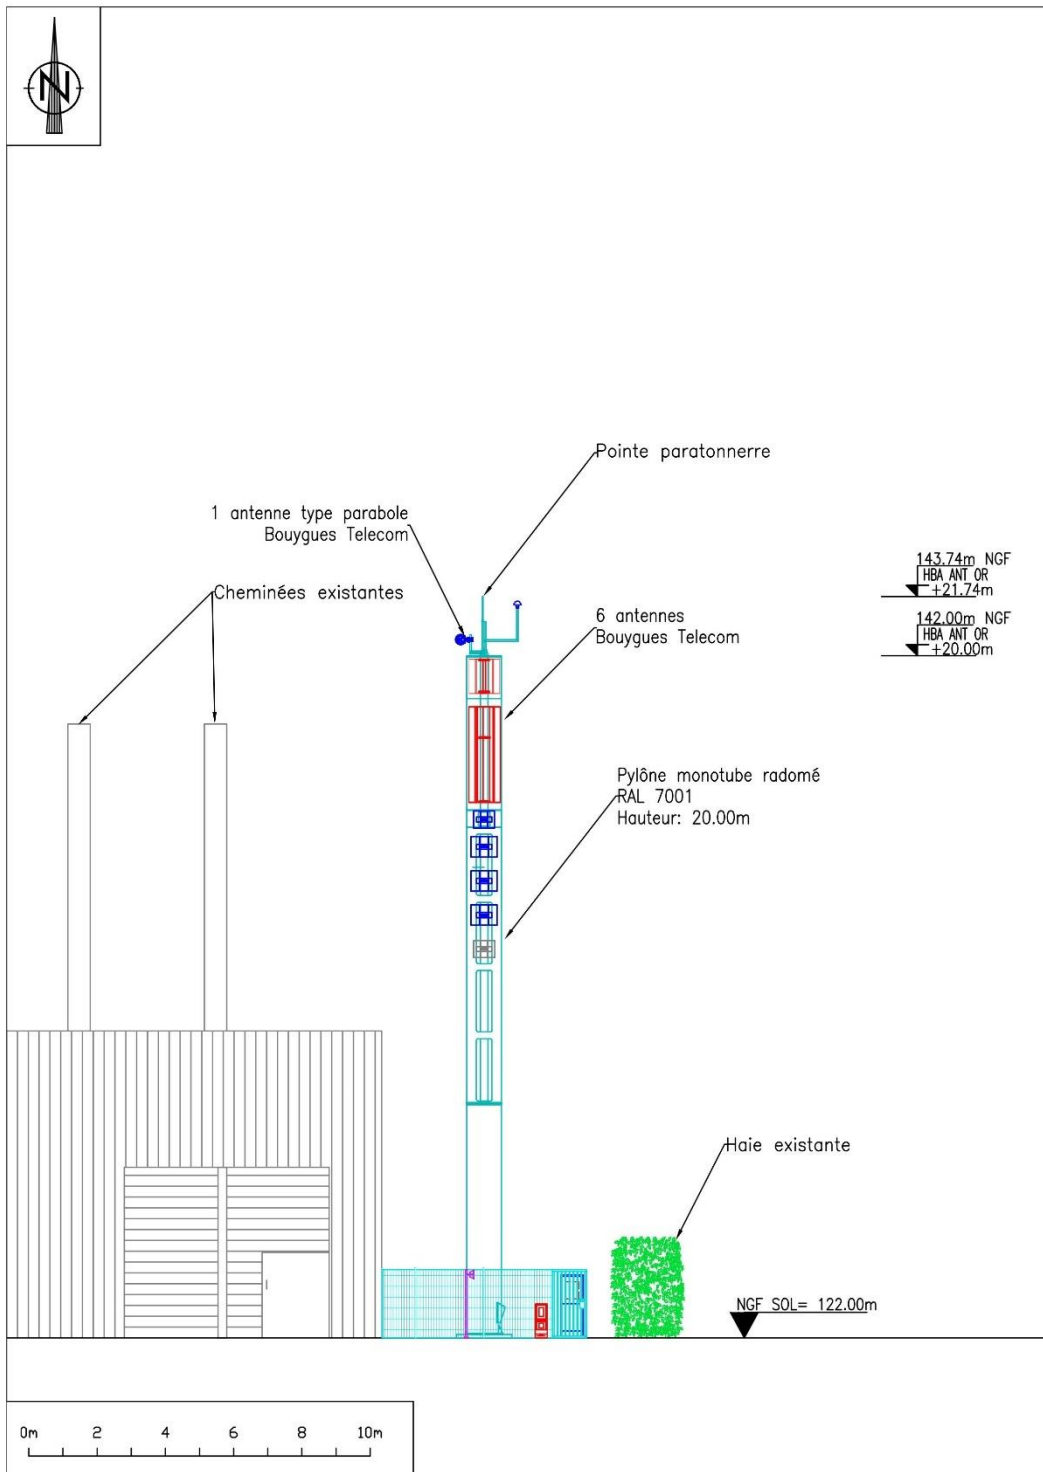 N
Pointe paratonnerre
1 antenne type parabole
Bouygues Telecom
Cheminées existantes
6 antennes
Bouygues Telecom
143.74m NGF
HBA ANT OR
+21.74m
142.00m NGF
HBA ANT OR
+20.00m
Pylône monotube radomé
RAL 7001
Hauteur: 20.00m
Haie existante
NGF SOL= 122.00m
0m 2 4 6 8 10m